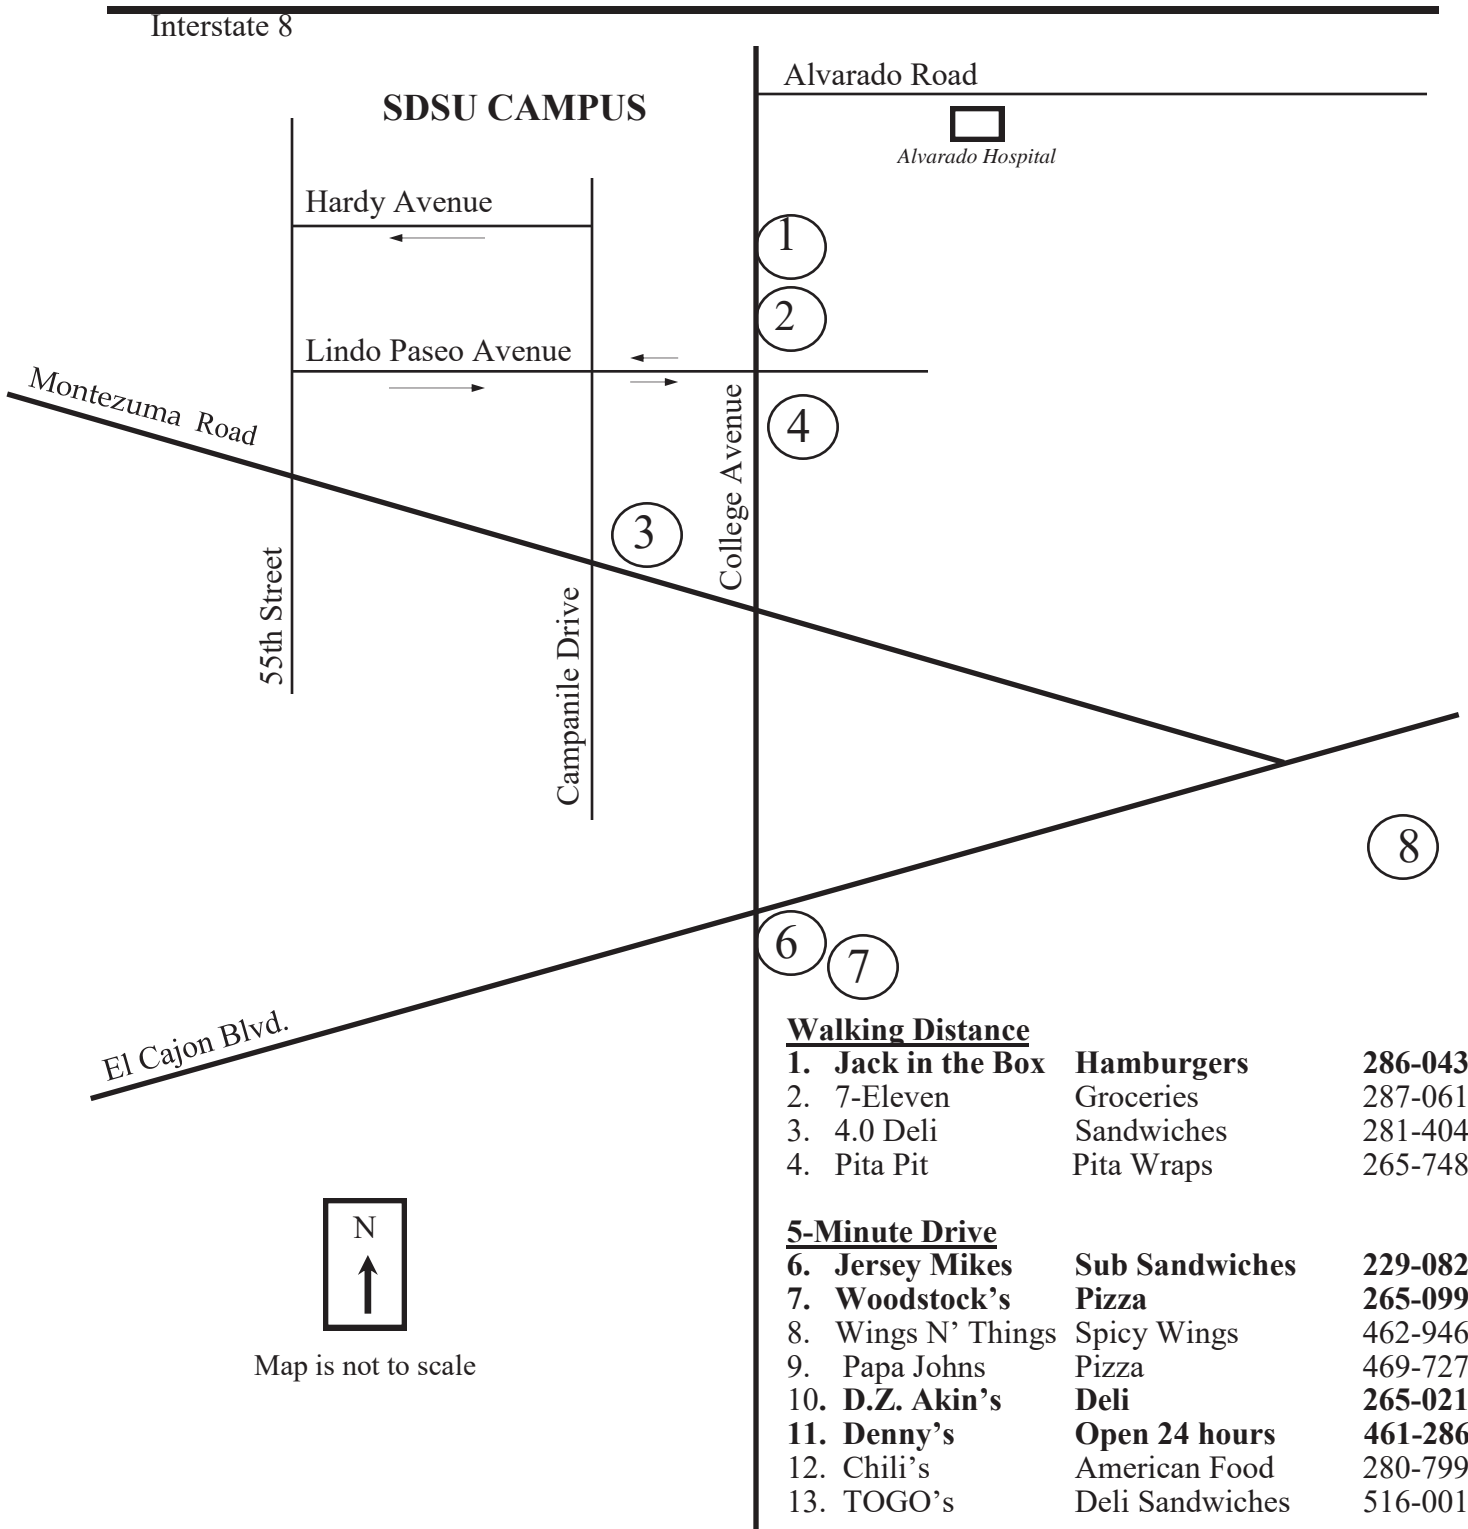 Interstate 8
Alvarado Road
SDSU CAMPUS
Alvarado Hospital
Hardy Avenue
1
2
Lindo Paseo Avenue
Montezuma Road
College Avenue
4
3
55th Street
Campanile Drive
8
6
7
El Cajon Blvd.
Walking Distance
1. Jack in the Box Hamburgers 286-043
2. 7-Eleven Groceries 287-061
3. 4.0 Deli Sandwiches 281-404
4. Pita Pit Pita Wraps 265-748
N
Map is not to scale
5-Minute Drive
6. Jersey Mikes Sub Sandwiches 229-082
7. Woodstock’s Pizza 265-099
8. Wings N’ Things Spicy Wings 462-946
9. Papa Johns Pizza 469-727
10. D.Z. Akin’s Deli 265-021
11. Denny’s Open 24 hours 461-286
12. Chili’s American Food 280-799
13. TOGO’s Deli Sandwiches 516-001